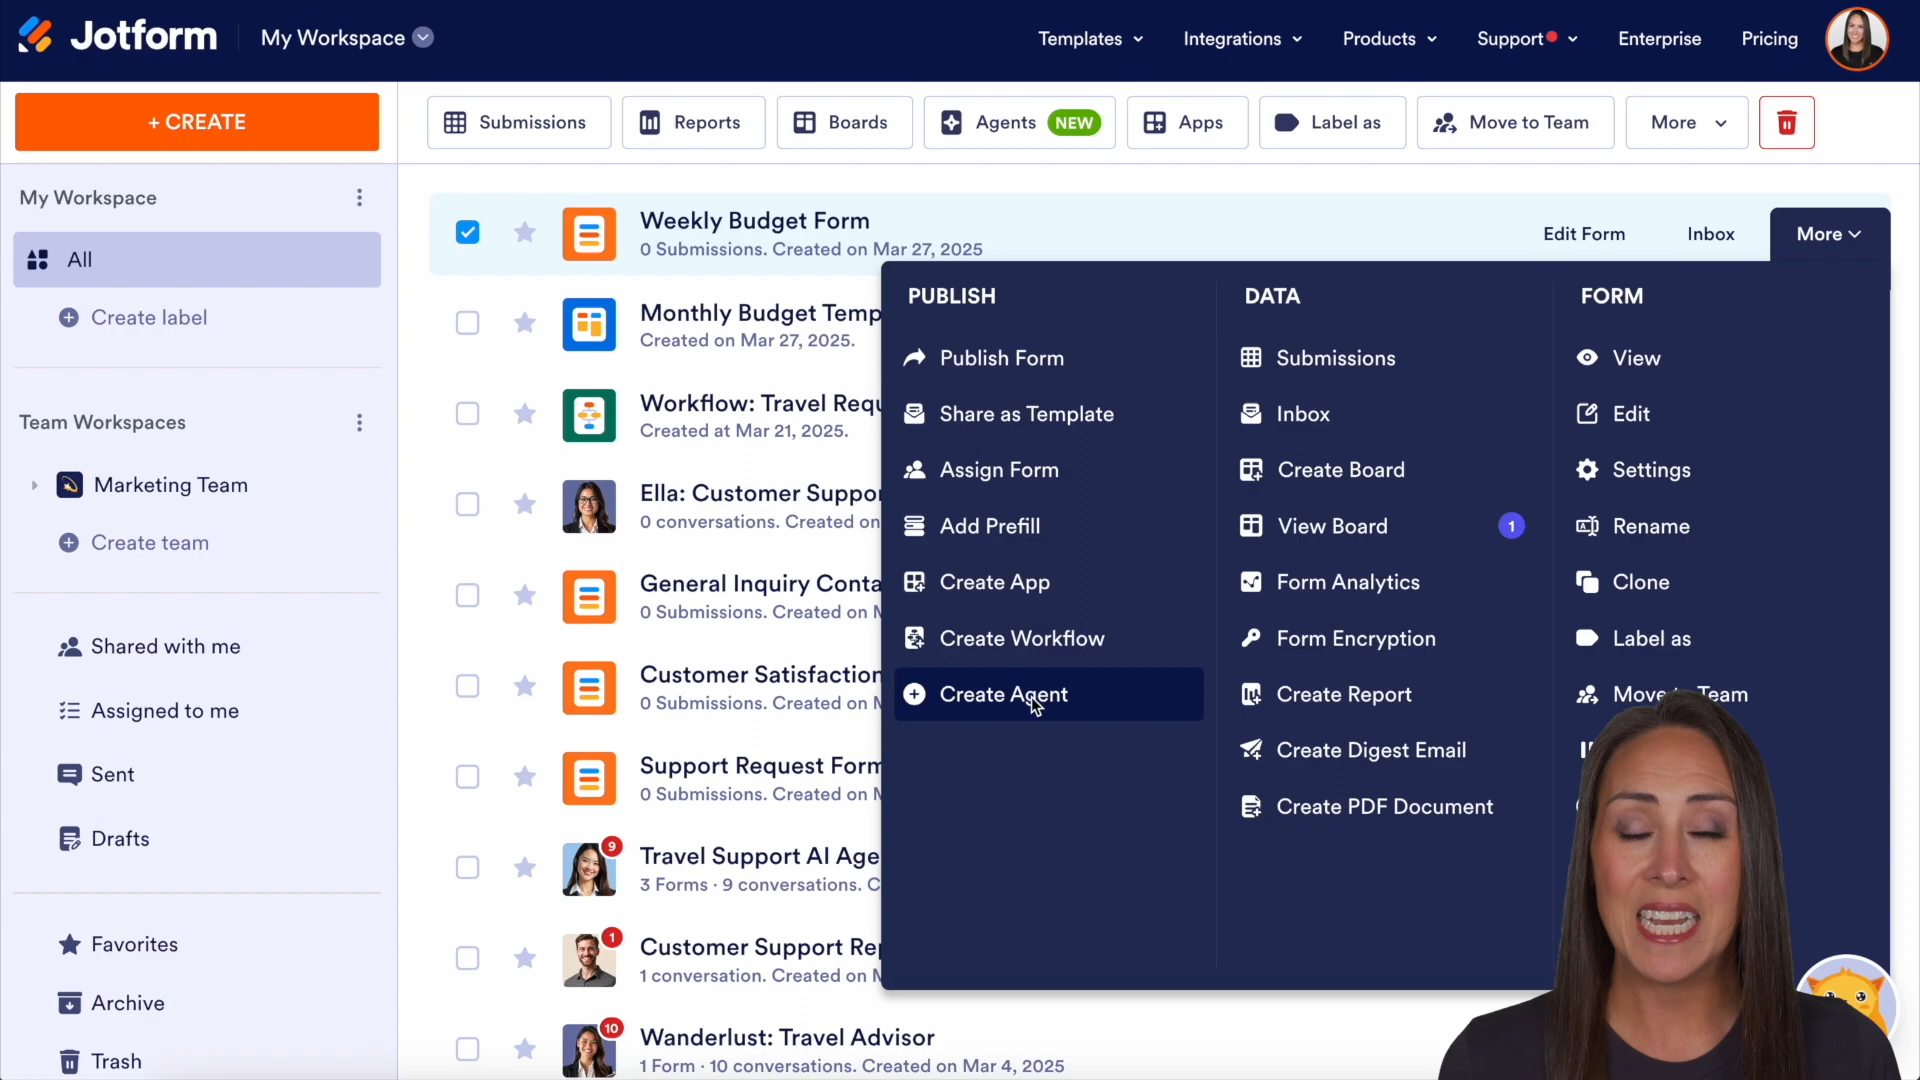 Jotform
My Workspace
Templates
Integrations
Products
Support
Enterprise
Pricing
+ CREATE
Submissions
Reports
Boards
Agents NEW
Apps
Label as
Move to Team
More
My Workspace
All
Create label
Team Workspaces
Marketing Team
Create team
Shared with me
Assigned to me
Sent
Drafts
Favorites
Archive
Trash
Weekly Budget Form
0 Submissions. Created on Mar 27, 2025
Edit Form
Inbox
More
Monthly Budget Temp
Created on Mar 27, 2025.
Workflow: Travel Requ
Created at Mar 21, 2025.
Ella: Customer Suppor
0 conversations. Created on
General Inquiry Conta
0 Submissions. Created on M
Customer Satisfaction
0 Submissions. Created on M
Support Request Form
0 Submissions. Created on M
9
Travel Support AI Age
3 Forms · 9 conversations. C
1
Customer Support Rep
1 conversation. Created on M
10
Wanderlust: Travel Advisor
1 Form · 10 conversations. Created on Mar 4, 2025
PUBLISH
Publish Form
Share as Template
Assign Form
Add Prefill
Create App
Create Workflow
Create Agent
DATA
Submissions
Inbox
Create Board
View Board 1
Form Analytics
Form Encryption
Create Report
Create Digest Email
Create PDF Document
FORM
View
Edit
Settings
Rename
Clone
Label as
Move to Team